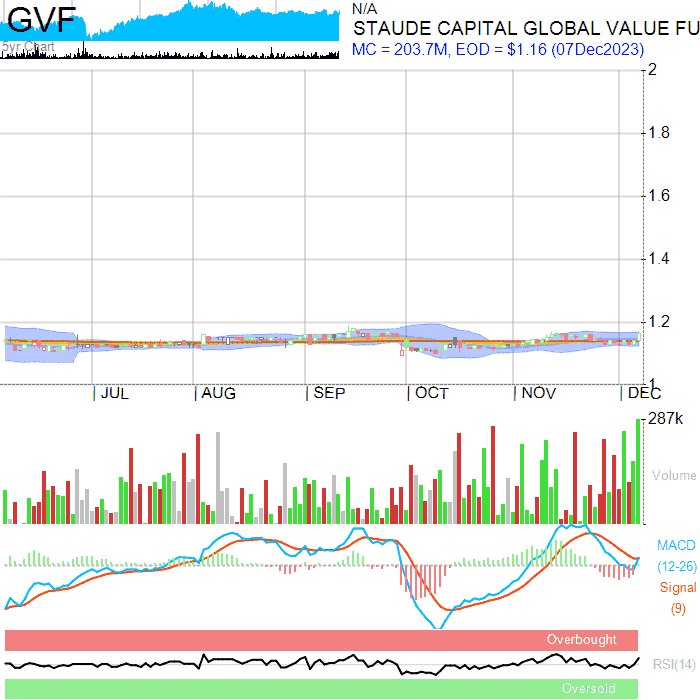 GVF
5yr Chart
N/A
STAUDE CAPITAL GLOBAL VALUE FU
MC = 203.7M, EOD = $1.16 (07Dec2023)
2
1.8
1.6
1.4
1.2
1
JUL AUG SEP OCT NOV DEC
287k
Volume
MACD
(12-26)
Signal
(9)
Overbought
RSI(14)
Oversold